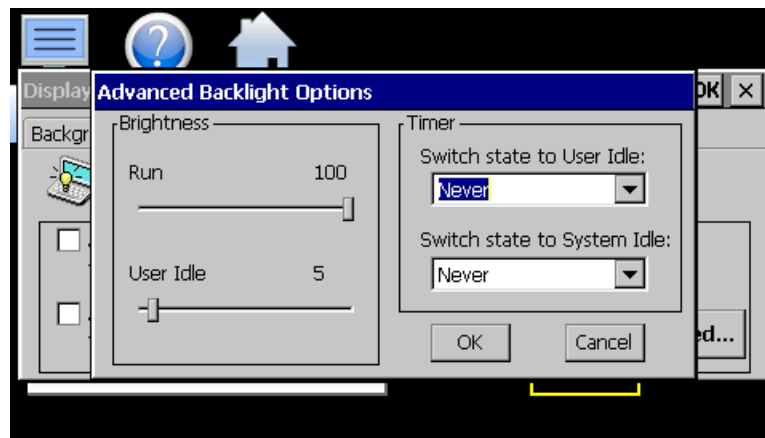 ?
Display
Advanced Backlight Options
OK
Backgr
Brightness
Timer
Run 100
Switch state to User Idle:
Never
Switch state to System Idle:
User Idle 5
Never
OK
Cancel
ed...